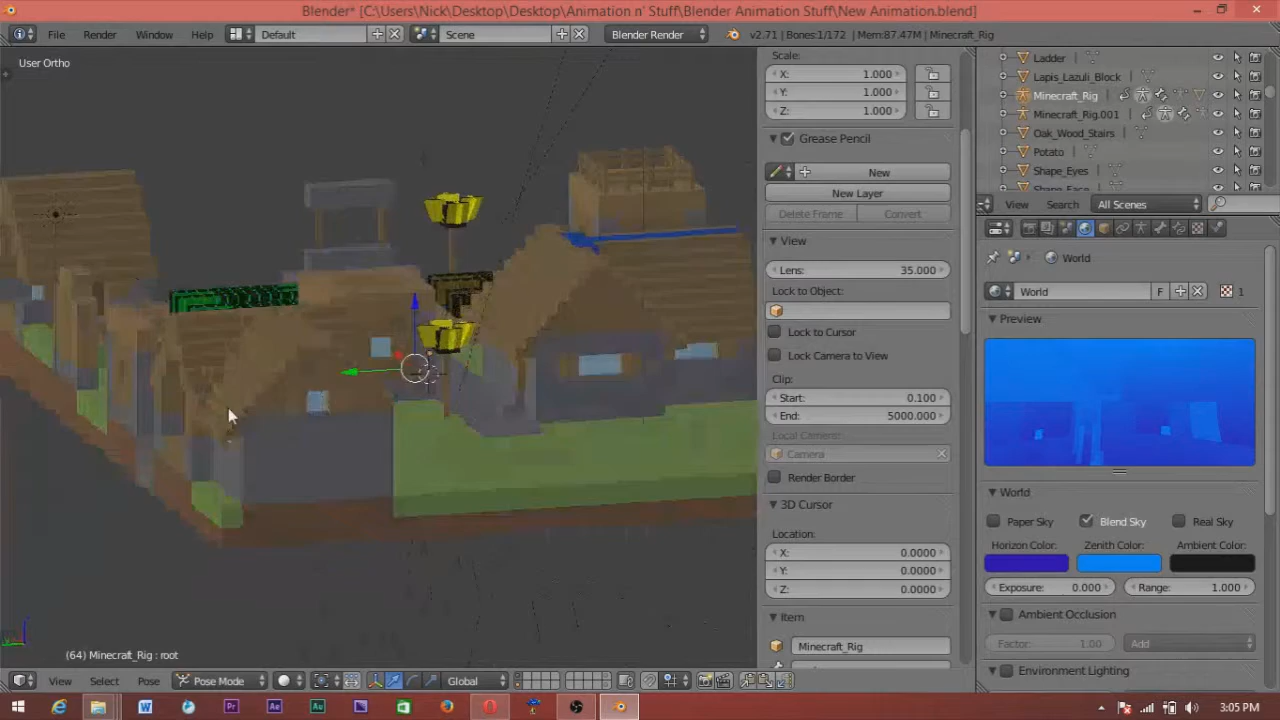 Blender* [C:\Users\Nick\Desktop\Desktop\Animation n' Stuff\Blender Animation Stuff\New Animation.blend]
File Render Window Help Default Scene Blender Render v2.71 | Bones:1/172 | Mem:87.47M | Minecraft_Rig
User Ortho
Scale:
X: 1.000
Y: 1.000
Z: 1.000
Grease Pencil
New
New Layer
Delete Frame Convert
View
Lens: 35.000
Lock to Object:
Lock to Cursor
Lock Camera to View
Clip:
Start: 0.100
End: 5000.000
Local Camera:
Camera
Render Border
3D Cursor
Location:
X: 0.0000
Y: 0.0000
Z: 0.0000
Item
Minecraft_Rig
Ladder
Lapis_Lazuli_Block
Minecraft_Rig
Minecraft_Rig.001
Oak_Wood_Stairs
Potato
Shape_Eyes
Shape_Face
View Search All Scenes
World
World F 1
Preview
World
Paper Sky Blend Sky Real Sky
Horizon Color: Zenith Color: Ambient Color:
Exposure: 0.000 Range: 1.000
Ambient Occlusion
Factor: 1.00 Add
Environment Lighting
(64) Minecraft_Rig : root
View Select Pose Pose Mode Global
3:05 PM